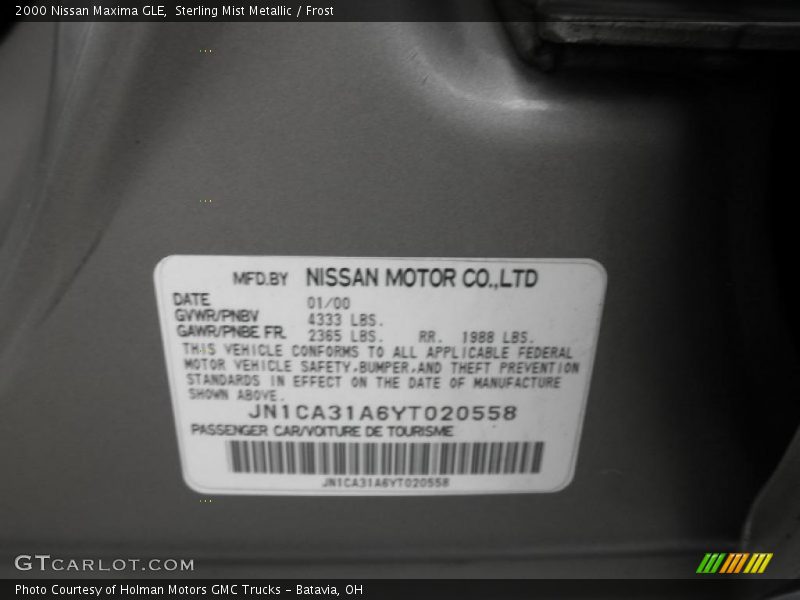 2000 Nissan Maxima GLE, Sterling Mist Metallic / Frost
MFD.BY NISSAN MOTOR CO.,LTD
DATE 01/00
GVWR/PNBV 4333 LBS.
GAWR/PNBE FR. 2365 LBS. RR. 1988 LBS.
THIS VEHICLE CONFORMS TO ALL APPLICABLE FEDERAL
MOTOR VEHICLE SAFETY,BUMPER,AND THEFT PREVENTION
STANDARDS IN EFFECT ON THE DATE OF MANUFACTURE
SHOWN ABOVE.
JN1CA31A6YT020558
PASSENGER CAR/VOITURE DE TOURISME
JN1CA31A6YT020558
GTCARLOT.COM
Photo Courtesy of Holman Motors GMC Trucks - Batavia, OH